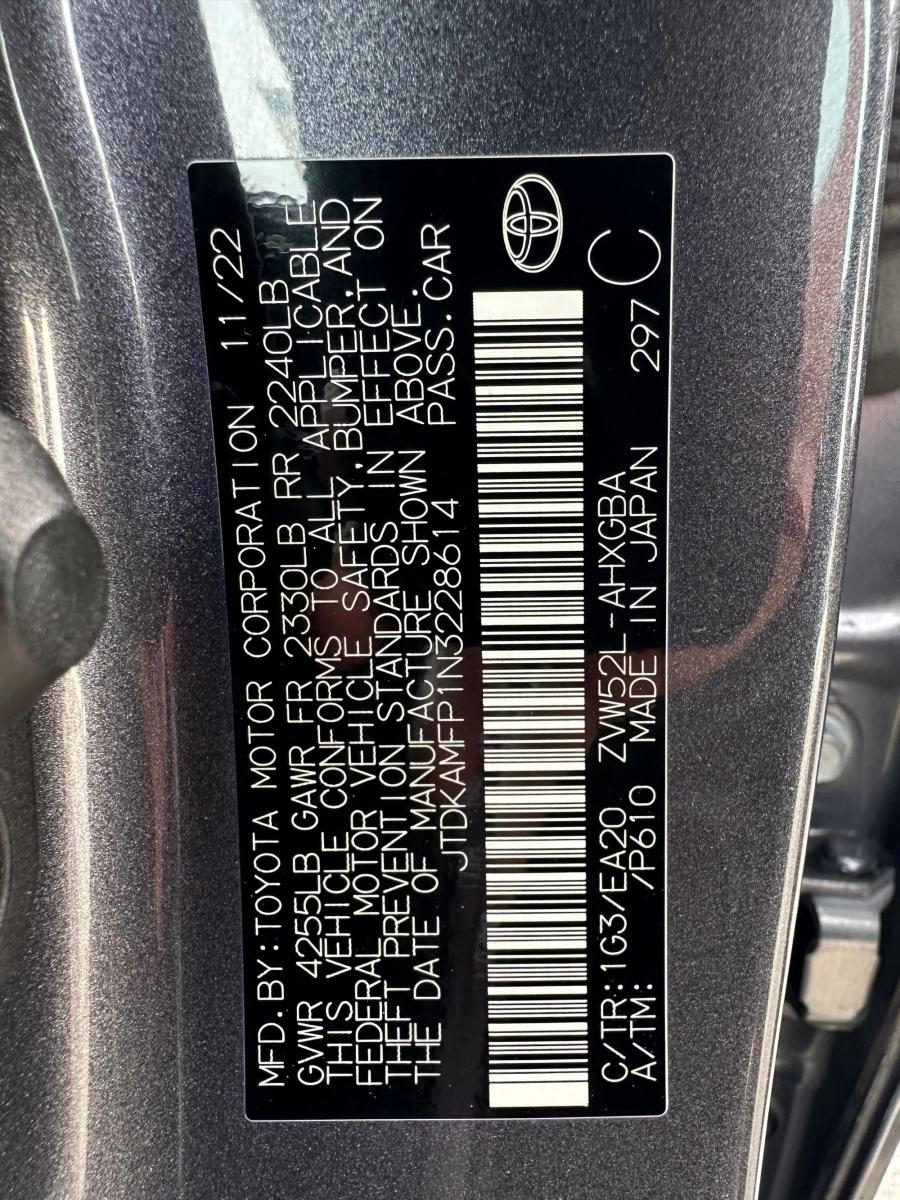 MFD.BY:TOYOTA MOTOR CORPORATION 11/22
GVWR 4255LB GAWR FR 2330LB RR 2240LB
THIS VEHICLE CONFORMS TO ALL APPLICABLE
FEDERAL MOTOR VEHICLE SAFETY,BUMPER,AND
THEFT PREVENTION STANDARDS IN EFFECT ON
THE DATE OF MANUFACTURE SHOWN ABOVE.
JTDKAMFP1N3228614 PASS.CAR
C/TR:1G3/EA20 ZVW52L-AHXGBA
A/TM: /P610 MADE IN JAPAN 297 C